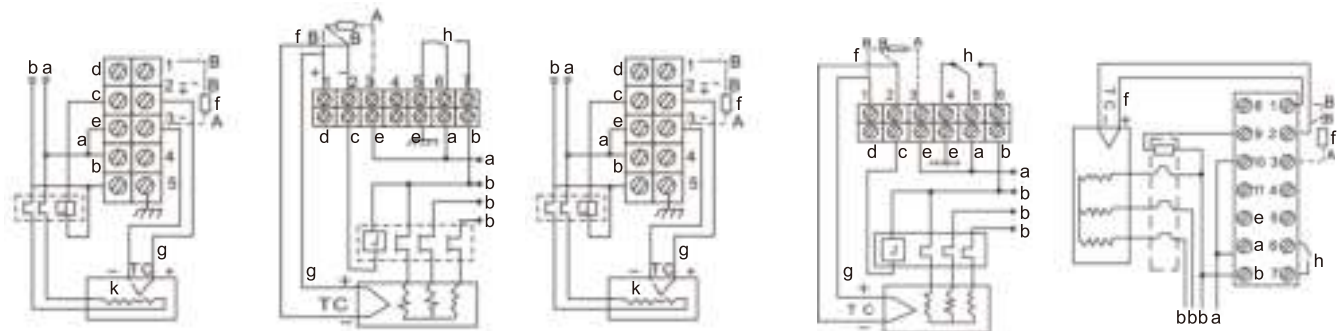 b a
d
c
e
a
b
1
2
3
4
5
B
B
f
A
g
− TC +
k
f B B A
h
+ −
1 2 3 4 5 6 7
d c e e a b
a
b
b
b
J
g
+
TC
−
b a
d
c
e
a
b
1
2
3
4
5
B
B
f
A
g
− TC +
k
f B B
h
1 2 3 4 5 6
d c e e a b
a
b
b
b
J
g
+
TC
−
TC f
+
8 1
9 2
10 3
11 4
e
a 6
b 7
B
B
f
A
h
b b b a